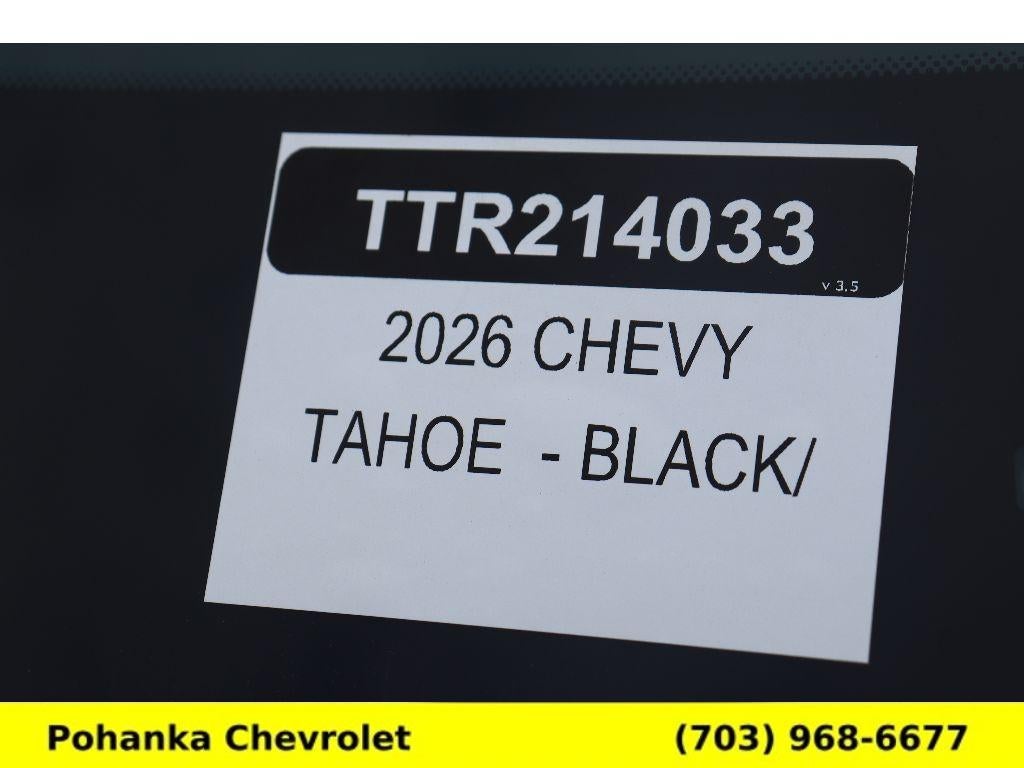 TTR214033
v 3.5
2026 CHEVY
TAHOE - BLACK/
Pohanka Chevrolet (703) 968-6677